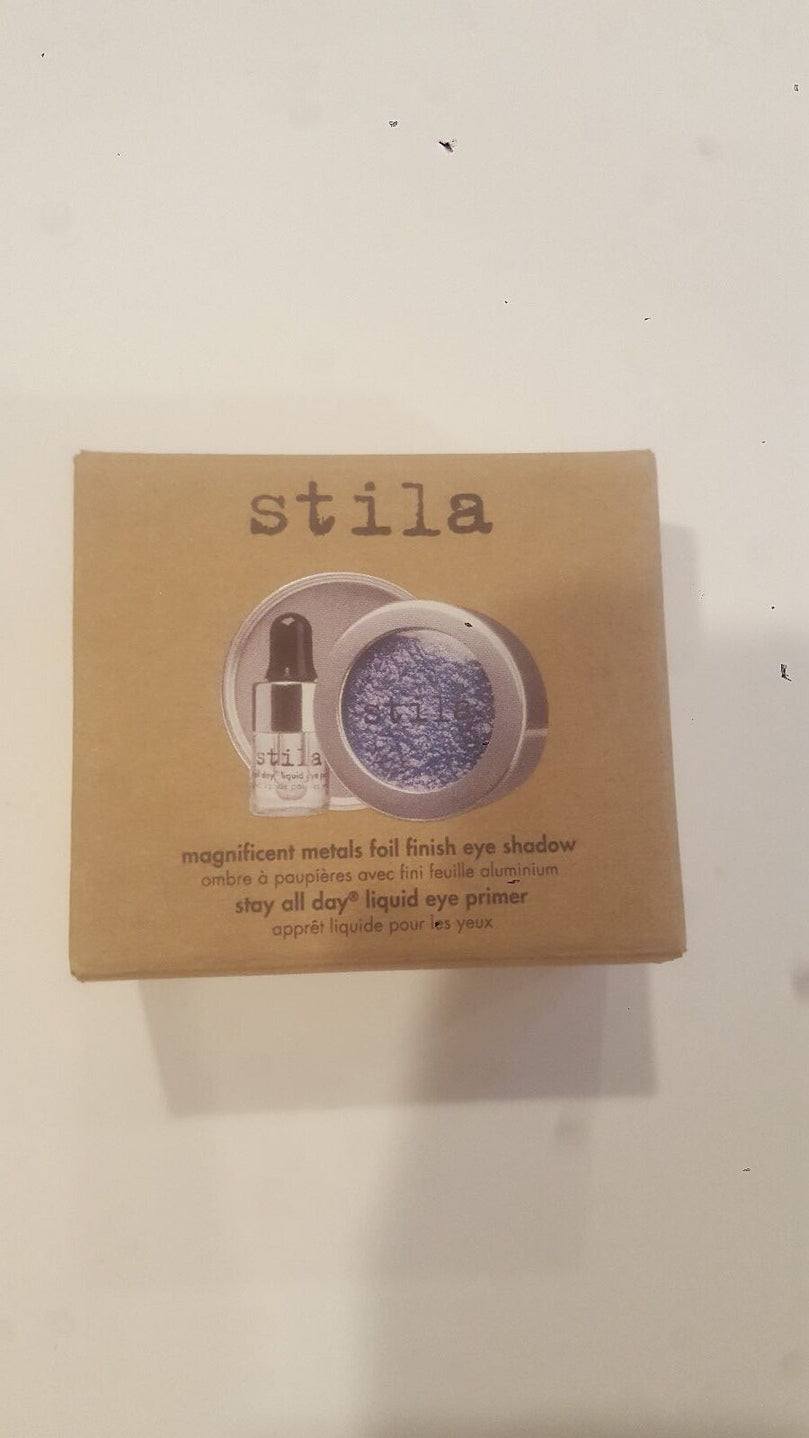 stila
stila
stila
magnificent metals foil finish eye shadow
ombre à paupières avec fini feuille aluminium
stay all day® liquid eye primer
apprêt liquide pour les yeux